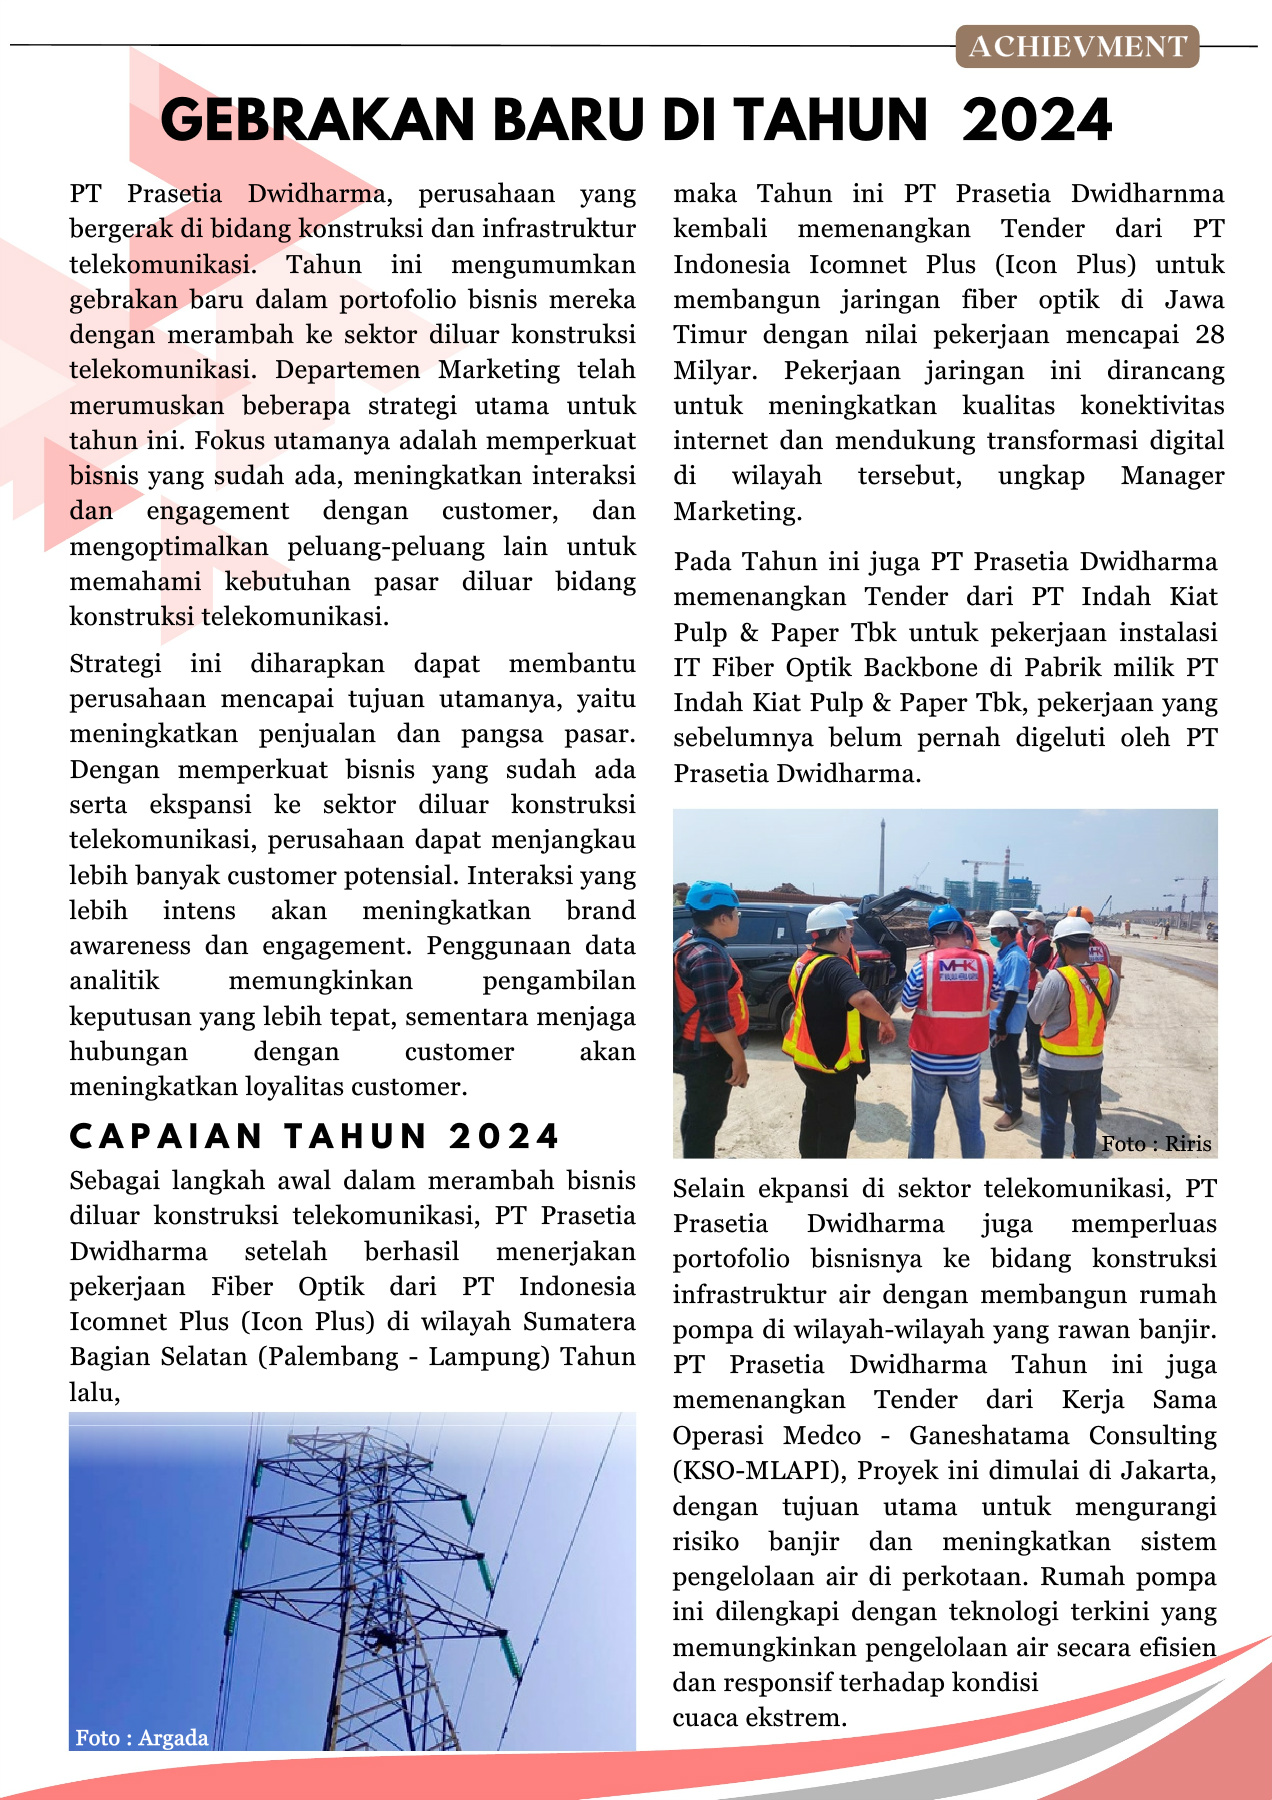 ACHIEVMENT
GEBRAKAN BARU DI TAHUN 2024
PT Prasetia Dwidharma, perusahaan yang
bergerak di bidang konstruksi dan infrastruktur
telekomunikasi. Tahun ini mengumumkan
gebrakan baru dalam portofolio bisnis mereka
dengan merambah ke sektor diluar konstruksi
telekomunikasi. Departemen Marketing telah
merumuskan beberapa strategi utama untuk
tahun ini. Fokus utamanya adalah memperkuat
bisnis yang sudah ada, meningkatkan interaksi
dan engagement dengan customer, dan
mengoptimalkan peluang-peluang lain untuk
memahami kebutuhan pasar diluar bidang
konstruksi telekomunikasi.
Strategi ini diharapkan dapat membantu
perusahaan mencapai tujuan utamanya, yaitu
meningkatkan penjualan dan pangsa pasar.
Dengan memperkuat bisnis yang sudah ada
serta ekspansi ke sektor diluar konstruksi
telekomunikasi, perusahaan dapat menjangkau
lebih banyak customer potensial. Interaksi yang
lebih intens akan meningkatkan brand
awareness dan engagement. Penggunaan data
analitik memungkinkan pengambilan
keputusan yang lebih tepat, sementara menjaga
hubungan dengan customer akan
meningkatkan loyalitas customer.
CAPAIAN TAHUN 2024
Sebagai langkah awal dalam merambah bisnis
diluar konstruksi telekomunikasi, PT Prasetia
Dwidharma setelah berhasil menerjakan
pekerjaan Fiber Optik dari PT Indonesia
Icomnet Plus (Icon Plus) di wilayah Sumatera
Bagian Selatan (Palembang - Lampung) Tahun
lalu,
Foto : Argada
maka Tahun ini PT Prasetia Dwidharnma
kembali memenangkan Tender dari PT
Indonesia Icomnet Plus (Icon Plus) untuk
membangun jaringan fiber optik di Jawa
Timur dengan nilai pekerjaan mencapai 28
Milyar. Pekerjaan jaringan ini dirancang
untuk meningkatkan kualitas konektivitas
internet dan mendukung transformasi digital
di wilayah tersebut, ungkap Manager
Marketing.
Pada Tahun ini juga PT Prasetia Dwidharma
memenangkan Tender dari PT Indah Kiat
Pulp & Paper Tbk untuk pekerjaan instalasi
IT Fiber Optik Backbone di Pabrik milik PT
Indah Kiat Pulp & Paper Tbk, pekerjaan yang
sebelumnya belum pernah digeluti oleh PT
Prasetia Dwidharma.
MHK
Foto : Riris
Selain ekpansi di sektor telekomunikasi, PT
Prasetia Dwidharma juga memperluas
portofolio bisnisnya ke bidang konstruksi
infrastruktur air dengan membangun rumah
pompa di wilayah-wilayah yang rawan banjir.
PT Prasetia Dwidharma Tahun ini juga
memenangkan Tender dari Kerja Sama
Operasi Medco - Ganeshatama Consulting
(KSO-MLAPI), Proyek ini dimulai di Jakarta,
dengan tujuan utama untuk mengurangi
risiko banjir dan meningkatkan sistem
pengelolaan air di perkotaan. Rumah pompa
ini dilengkapi dengan teknologi terkini yang
memungkinkan pengelolaan air secara efisien
dan responsif terhadap kondisi
cuaca ekstrem.